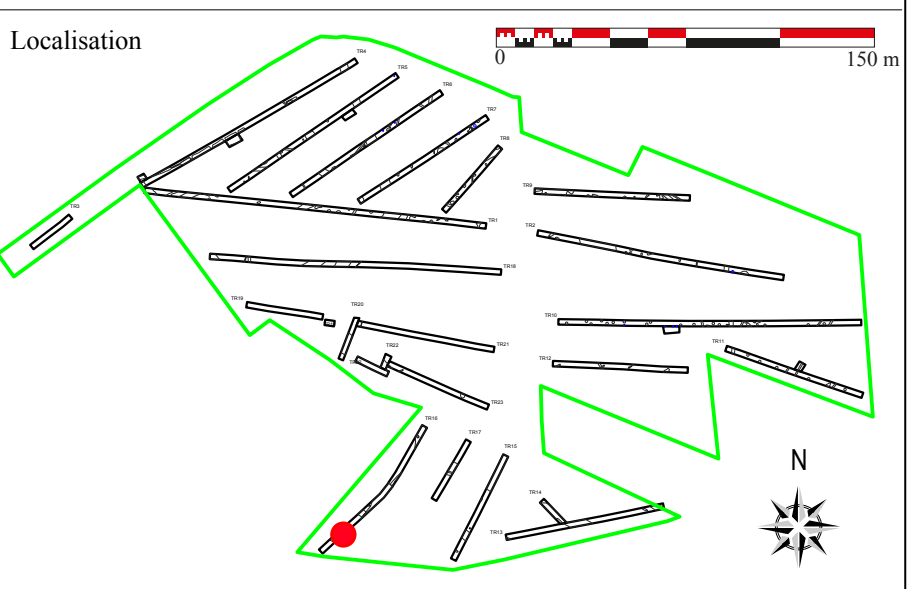 Localisation
0
150 m
TR4
TR5
TR6
TR7
TR8
TR3
TR9
TR1
TR2
TR18
TR19
TR20
TR10
TR21
TR22
TR11
TR12
TR23
TR16
TR17
TR15
TR14
TR13
N